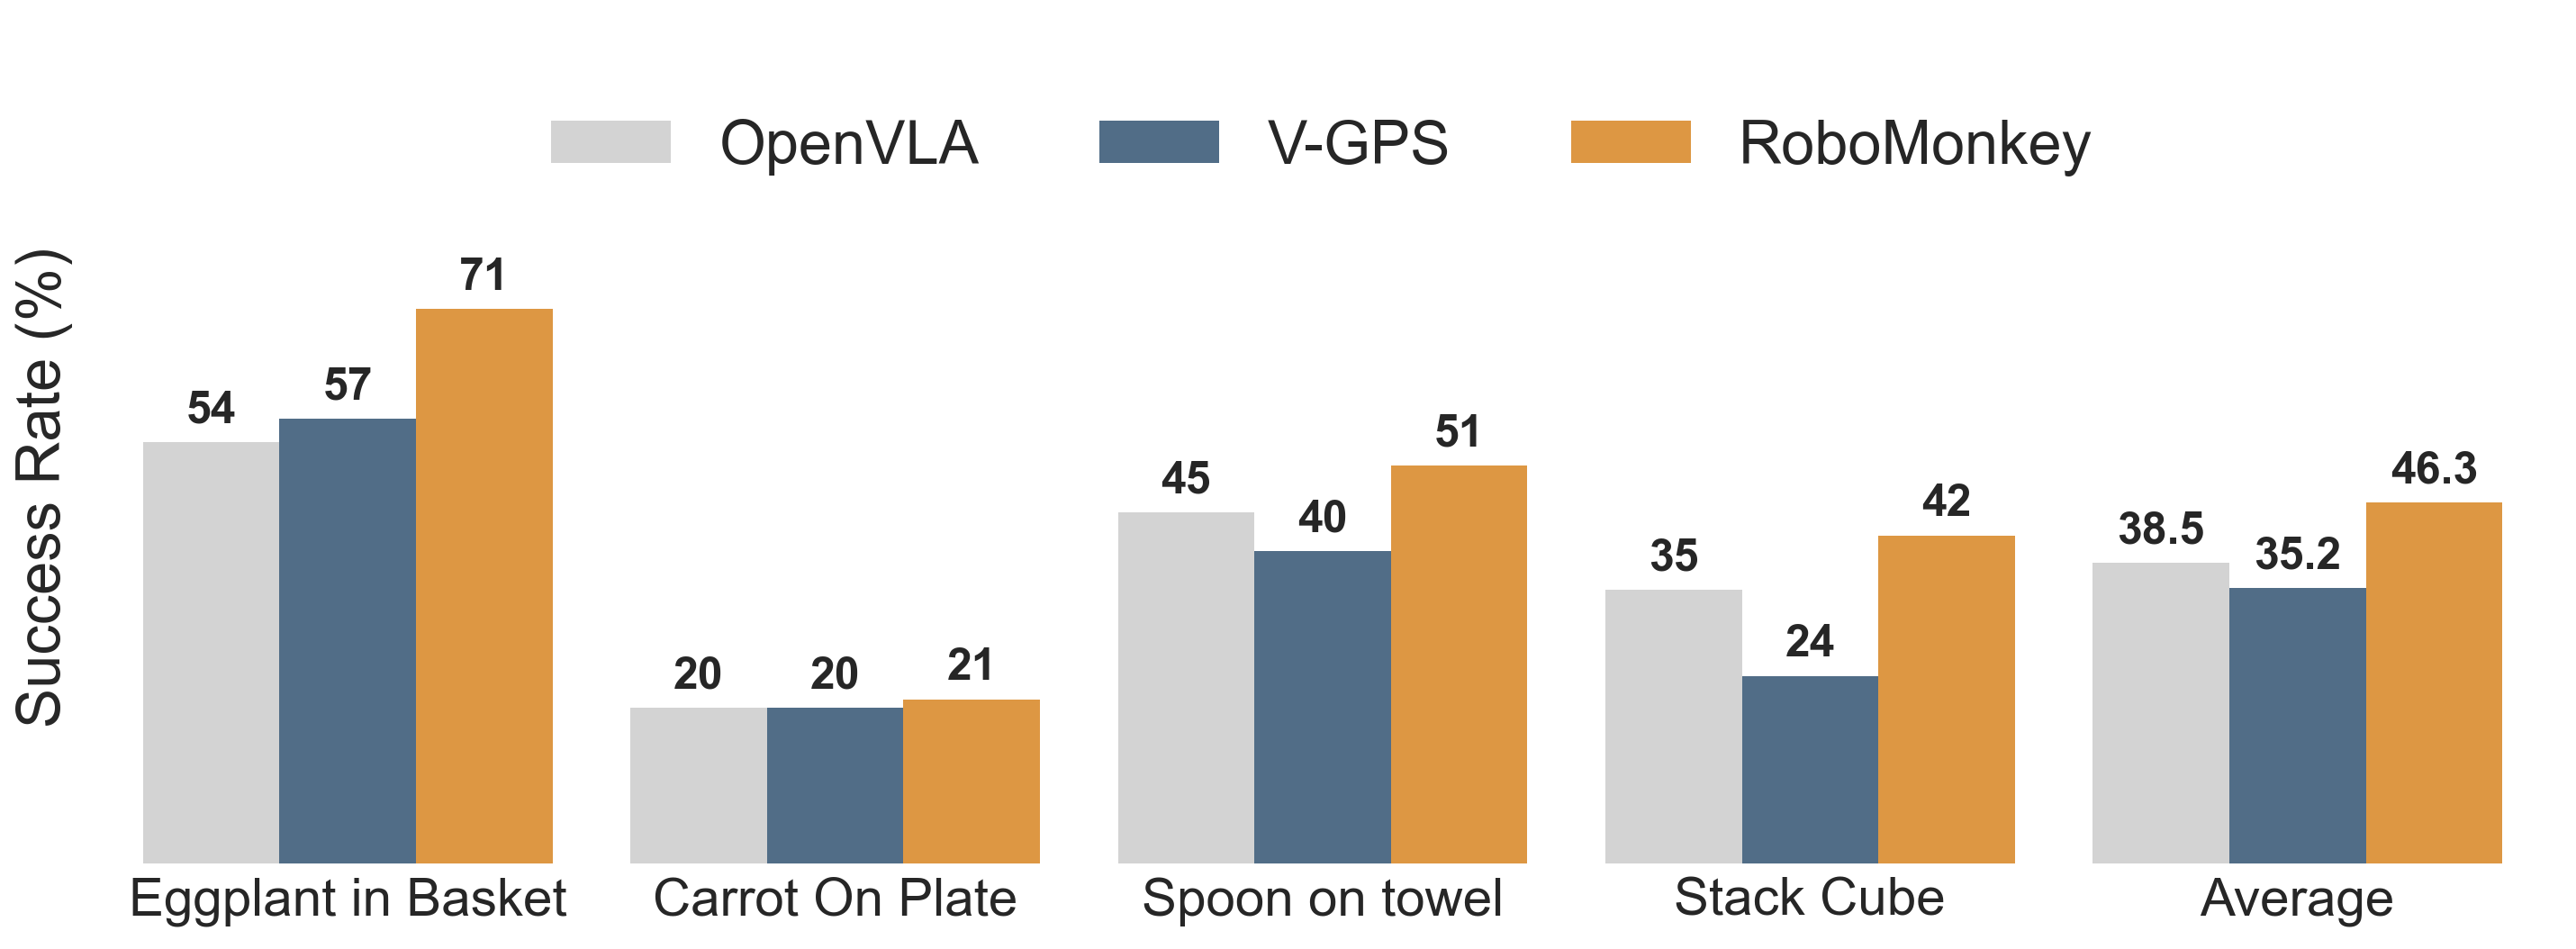 OpenVLA V-GPS RoboMonkey
Success Rate (%)
54 57 71
20 20 21
45 40 51
35 24 42
38.5 35.2 46.3
Eggplant in Basket Carrot On Plate Spoon on towel Stack Cube Average